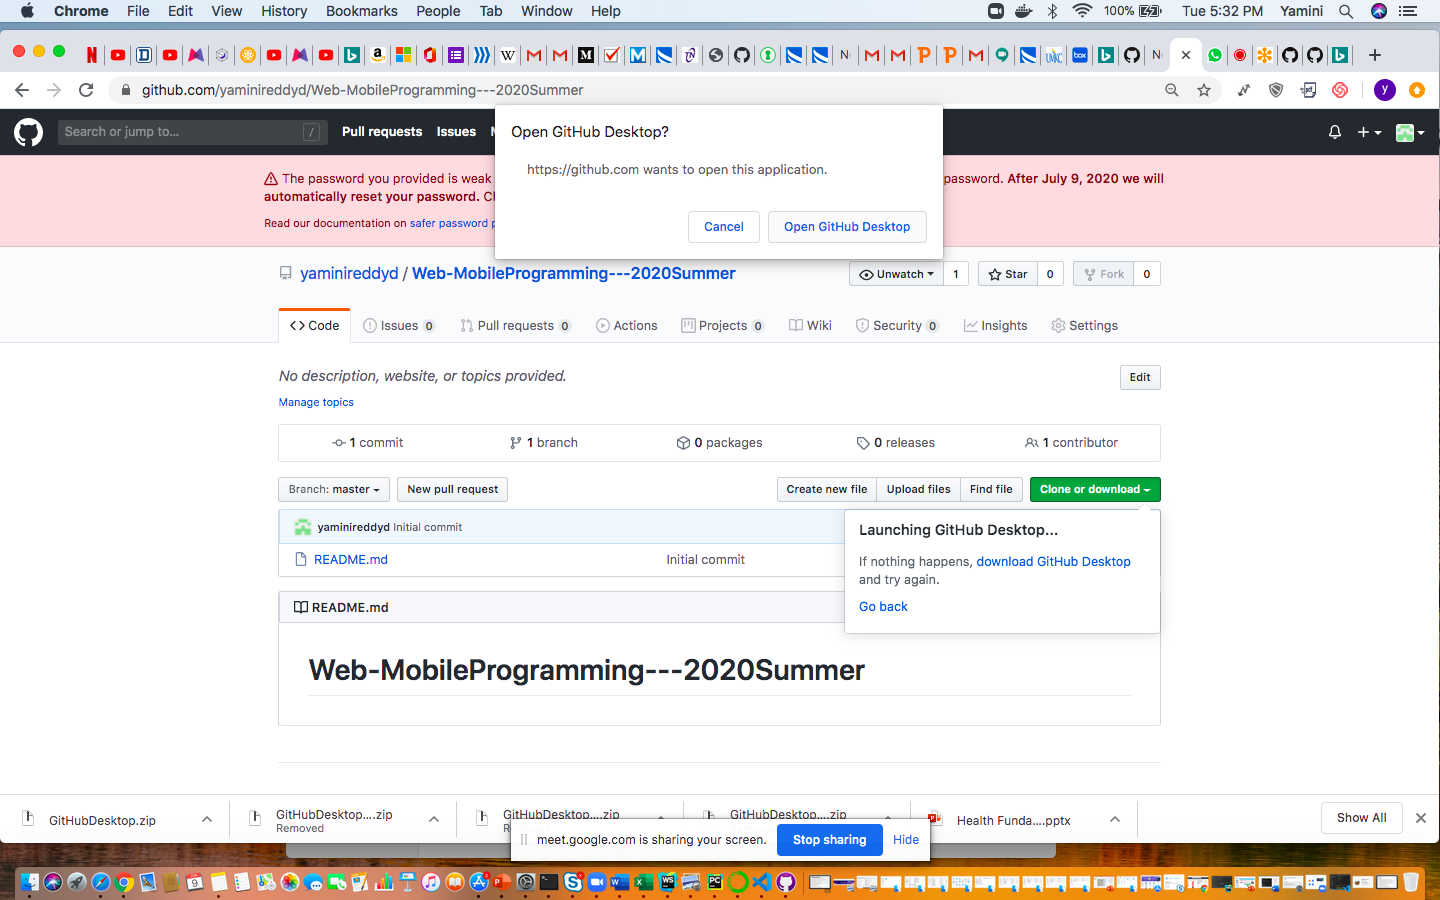 Chrome File Edit View History Bookmarks People Tab Window Help 100% Tue 5:32 PM Yamini
github.com/yaminireddyd/Web-MobileProgramming---2020Summer
Search or jump to... / Pull requests Issues
Open GitHub Desktop?
https://github.com wants to open this application.
Cancel Open GitHub Desktop
The password you provided is weak password. After July 9, 2020 we will
automatically reset your password.
Read our documentation on safer password
yaminireddyd / Web-MobileProgramming---2020Summer
Unwatch 1 Star 0 Fork 0
Code Issues 0 Pull requests 0 Actions Projects 0 Wiki Security 0 Insights Settings
No description, website, or topics provided.
Edit
Manage topics
1 commit 1 branch 0 packages 0 releases 1 contributor
Branch: master New pull request Create new file Upload files Find file Clone or download
yaminireddyd Initial commit
README.md Initial commit
Launching GitHub Desktop...
If nothing happens, download GitHub Desktop
and try again.
Go back
README.md
Web-MobileProgramming---2020Summer
GitHubDesktop.zip
GitHubDesktop....zip
Removed
GitHubDesktop....zip
GitHubDesktop....zip
Health Funda....pptx
Show All
meet.google.com is sharing your screen. Stop sharing Hide